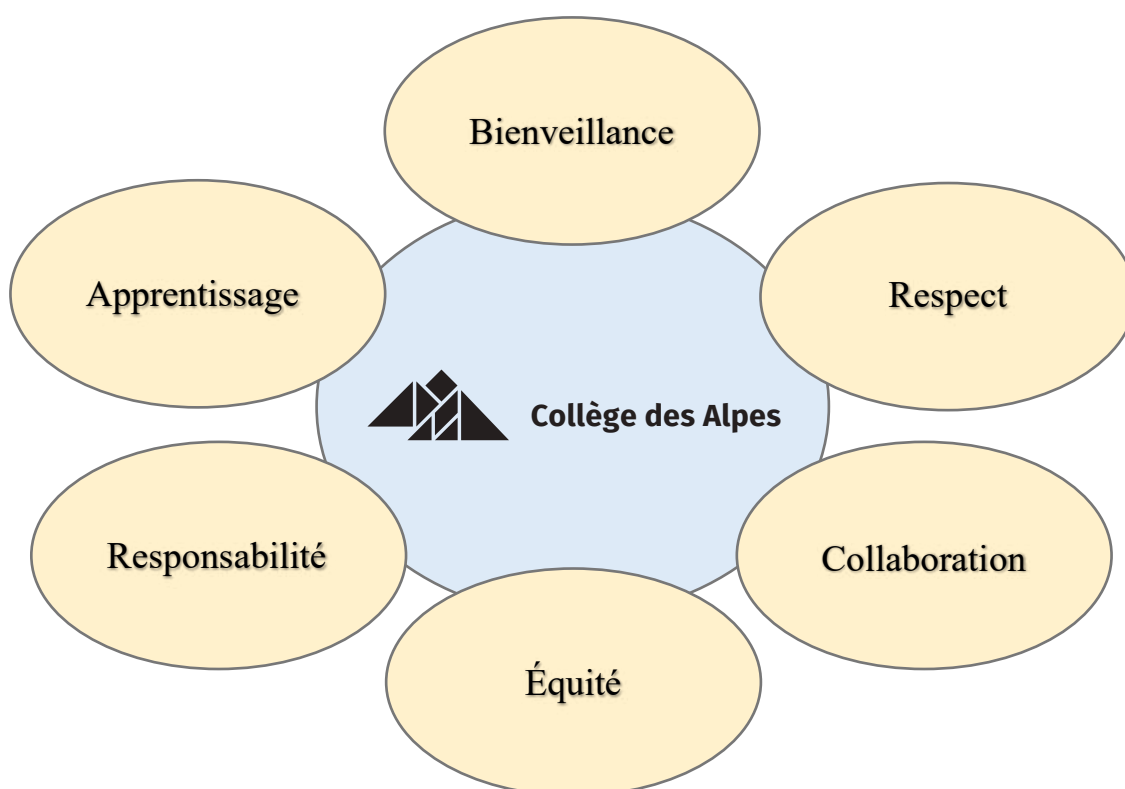 Bienveillance
Apprentissage
Respect
Collège des Alpes
Responsabilité
Collaboration
Équité